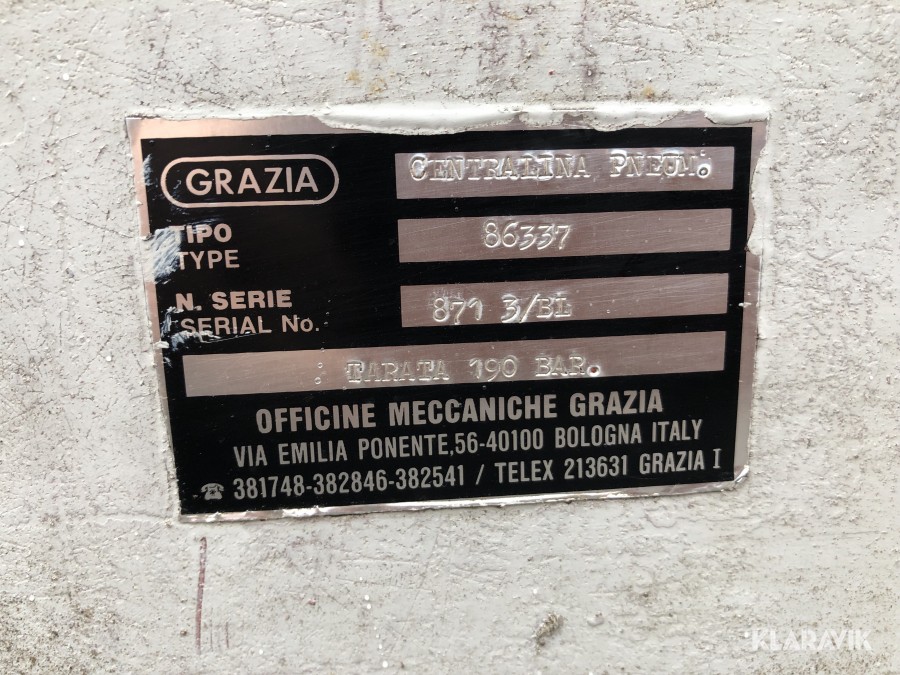 GRAZIA
CENTRALINA PNEUM.
TIPO
TYPE
86337
N. SERIE
SERIAL No.
871 3/BL
: TARATA 190 BAR.
OFFICINE MECCANICHE GRAZIA
VIA EMILIA PONENTE,56-40100 BOLOGNA ITALY
☎ 381748-382846-382541 / TELEX 213631 GRAZIA I
KLARAVIK